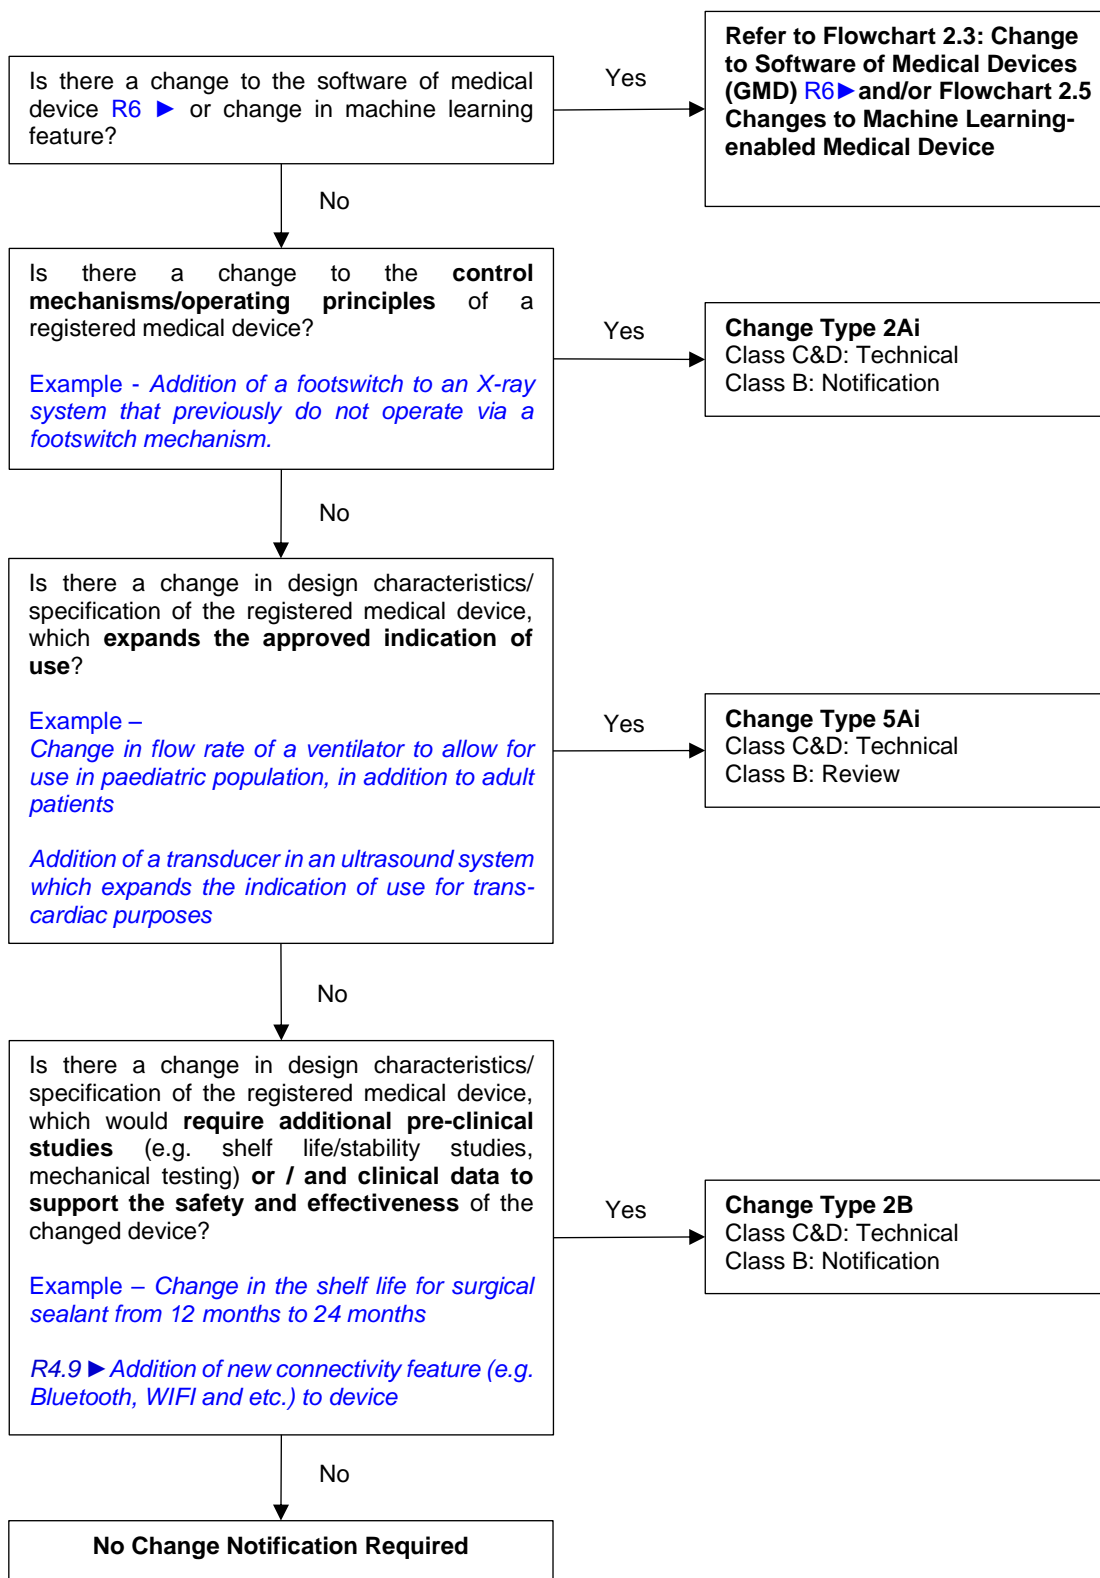 Is there a change to the software of medical
device R6 ► or change in machine learning
feature?
Yes
Refer to Flowchart 2.3: Change
to Software of Medical Devices
(GMD) R6►and/or Flowchart 2.5
Changes to Machine Learning-
enabled Medical Device
No
Is there a change to the control
mechanisms/operating principles of a
registered medical device?
Example - Addition of a footswitch to an X-ray
system that previously do not operate via a
footswitch mechanism.
Yes
Change Type 2Ai
Class C&D: Technical
Class B: Notification
No
Is there a change in design characteristics/
specification of the registered medical device,
which expands the approved indication of
use?
Example –
Change in flow rate of a ventilator to allow for
use in paediatric population, in addition to adult
patients
Addition of a transducer in an ultrasound system
which expands the indication of use for trans-
cardiac purposes
Yes
Change Type 5Ai
Class C&D: Technical
Class B: Review
No
Is there a change in design characteristics/
specification of the registered medical device,
which would require additional pre-clinical
studies (e.g. shelf life/stability studies,
mechanical testing) or / and clinical data to
support the safety and effectiveness of the
changed device?
Example – Change in the shelf life for surgical
sealant from 12 months to 24 months
R4.9 ► Addition of new connectivity feature (e.g.
Bluetooth, WIFI and etc.) to device
Yes
Change Type 2B
Class C&D: Technical
Class B: Notification
No
No Change Notification Required